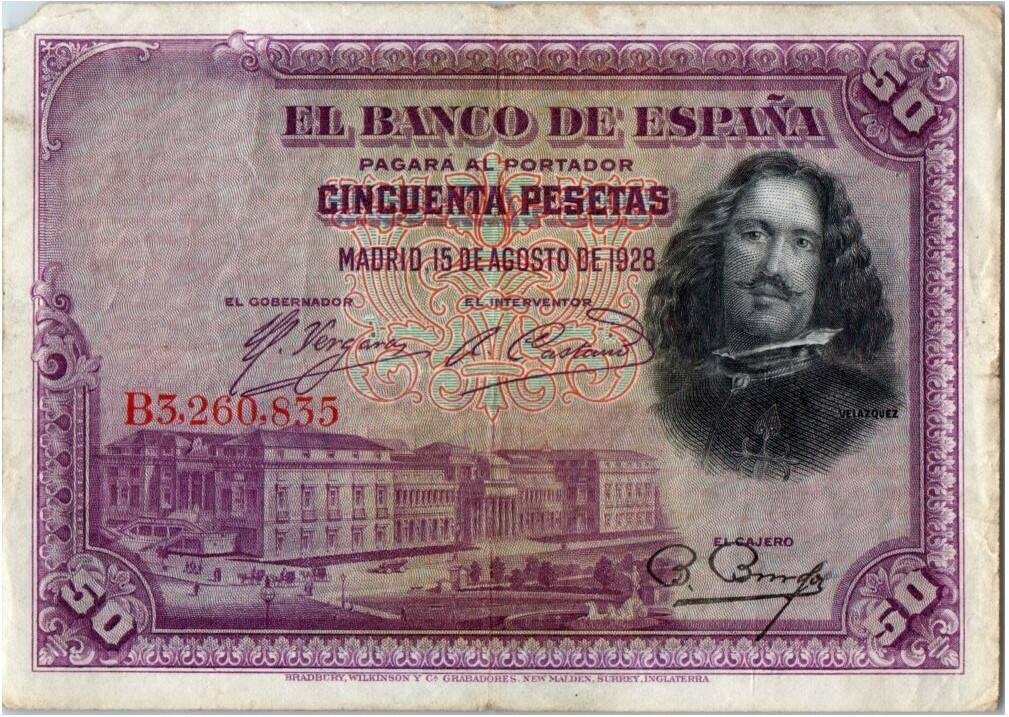 50
EL BANCO DE ESPAÑA
PAGARÁ AL PORTADOR
CINCUENTA PESETAS
MADRID 15 DE AGOSTO DE 1928
EL GOBERNADOR
EL INTERVENTOR
B3,260,835
VELAZQUEZ
EL CAJERO
50
50
BRADBURY, WILKINSON Y Cª GRABADORES. NEW MALDEN, SURREY, INGLATERRA